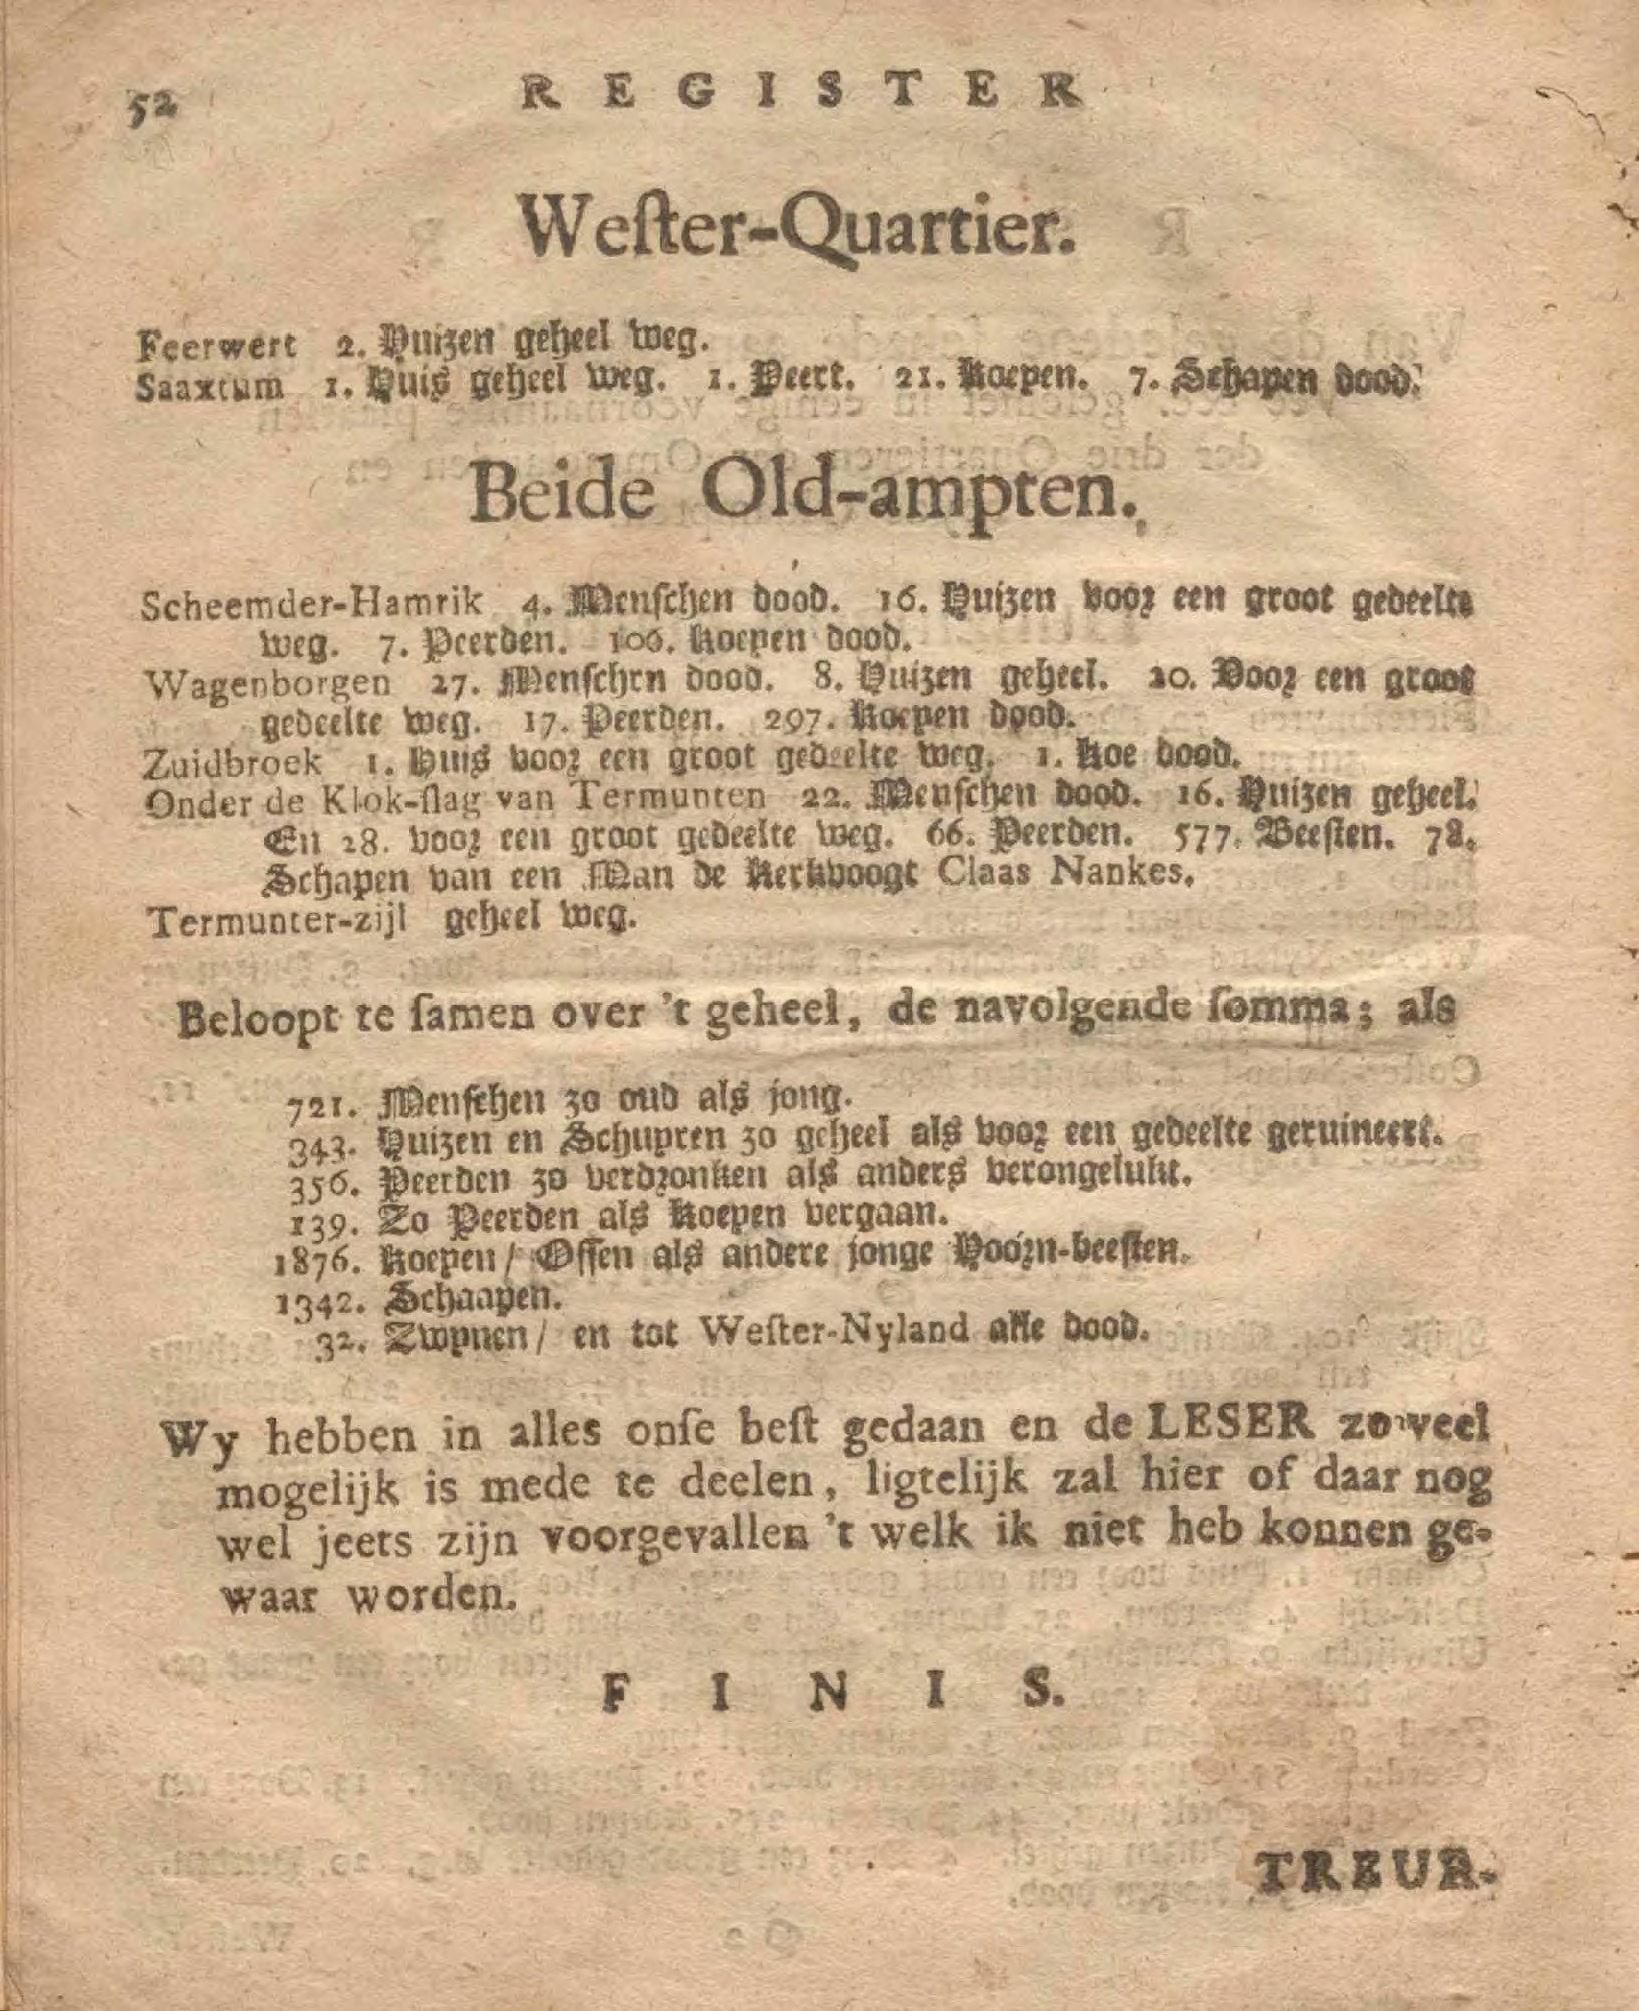 52 REGISTER
Weſter-Quartier.
Feerwert 2. Huizen geheel weg.
Saaxtum 1. Huis geheel weg. 1. Peert. 21. Koeyen. 7. Schapen dood.
Beide Old-ampten.
Scheemder-Hamrik 4. Menſchen dood. 16. Huizen voor een groot gedeelte
weg. 7. Peerden. 106. Koeyen dood.
Wagenborgen 27. Menſchen dood. 8. Huizen geheel. 20. Voor een groot
gedeelte weg. 17. Peerden. 297. Koeyen dood.
Zuidbroek 1. Huis voor een groot gedeelte weg. 1. Koe dood.
Onder de Klok-ſlag van Termunten 22. Menſchen dood. 16. Huizen geheel.
En 28. voor een groot gedeelte weg. 66. Peerden. 577. Beeſten. 78.
Schapen van een Man de Kerkvoogt Claas Nankes.
Termunter-zijl geheel weg.
Beloopt te ſamen over 't geheel, de navolgende ſomma; als
721. Menſchen zo oud als jong.
343. Huizen en Schuyren zo geheel als voor een gedeelte geruineert.
356. Peerden zo verdronken als anders verongelukt.
139. Zo Peerden als Koeyen vergaan.
1876. Koeyen / Oſſen als andere jonge Hoorn-beeſten.
1342. Schaapen.
32. Zwynen / en tot Weſter-Nyland alle dood.
Wy hebben in alles onſe beſt gedaan en de LESER zo veel
mogelijk is mede te deelen, ligtelijk zal hier of daar nog
wel jeets zijn voorgevallen 't welk ik niet heb konnen ge-
waar worden.
FINIS.
TREUR-